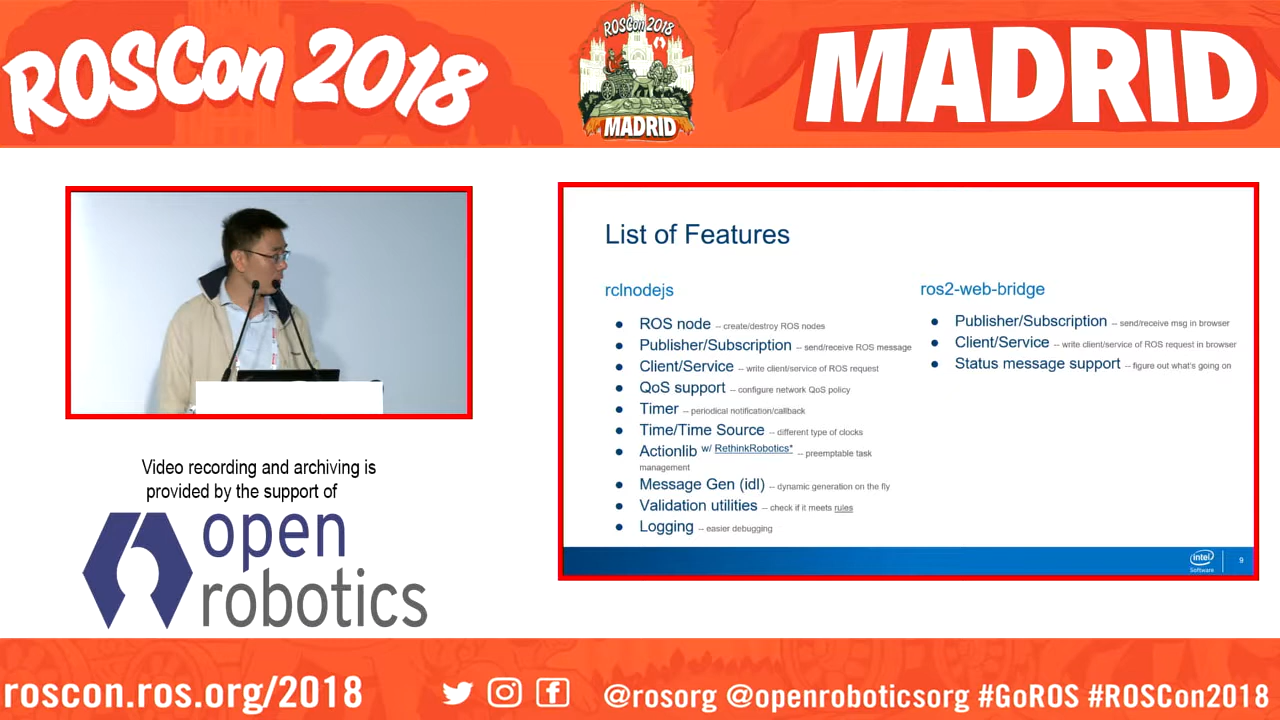 ROSCon 2018
ROSCon 2018
MADRID
MADRID
List of Features
rclnodejs
● ROS node -- create/destroy ROS nodes
● Publisher/Subscription -- send/receive ROS message
● Client/Service -- write client/service of ROS request
● QoS support -- configure network QoS policy
● Timer -- periodical notification/callback
● Time/Time Source -- different type of clocks
● Actionlib w/ RethinkRobotics* -- preemptable task
management
● Message Gen (idl) -- dynamic generation on the fly
● Validation utilities -- check if it meets rules
● Logging -- easier debugging
ros2-web-bridge
● Publisher/Subscription -- send/receive msg in browser
● Client/Service -- write client/service of ROS request in browser
● Status message support -- figure out what's going on
intel
Software
9
Video recording and archiving is
provided by the support of
open
robotics
roscon.ros.org/2018
@rosorg @openroboticsorg #GoROS #ROSCon2018